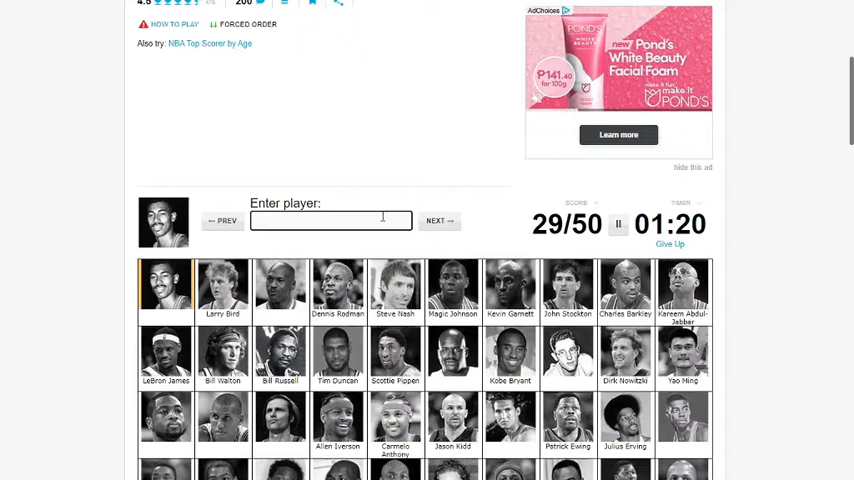 4.5 200
HOW TO PLAY FORCED ORDER
Also try: NBA Top Scorer by Age
AdChoices
POND'S
WHITE BEAUTY
new Pond's
White Beauty
Facial Foam
₱141.40
for 100g
make.it
POND'S
Learn more
hide this ad
Enter player:
← PREV
NEXT →
SCORE
29/50
TIMER
01:20
Give Up
Larry Bird Dennis Rodman Steve Nash Magic Johnson Kevin Garnett John Stockton Charles Barkley Kareem Abdul-
Jabbar
LeBron James Bill Walton Bill Russell Tim Duncan Scottie Pippen Kobe Bryant Dirk Nowitzki Yao Ming
Allen Iverson Carmelo
Anthony Jason Kidd Patrick Ewing Julius Erving